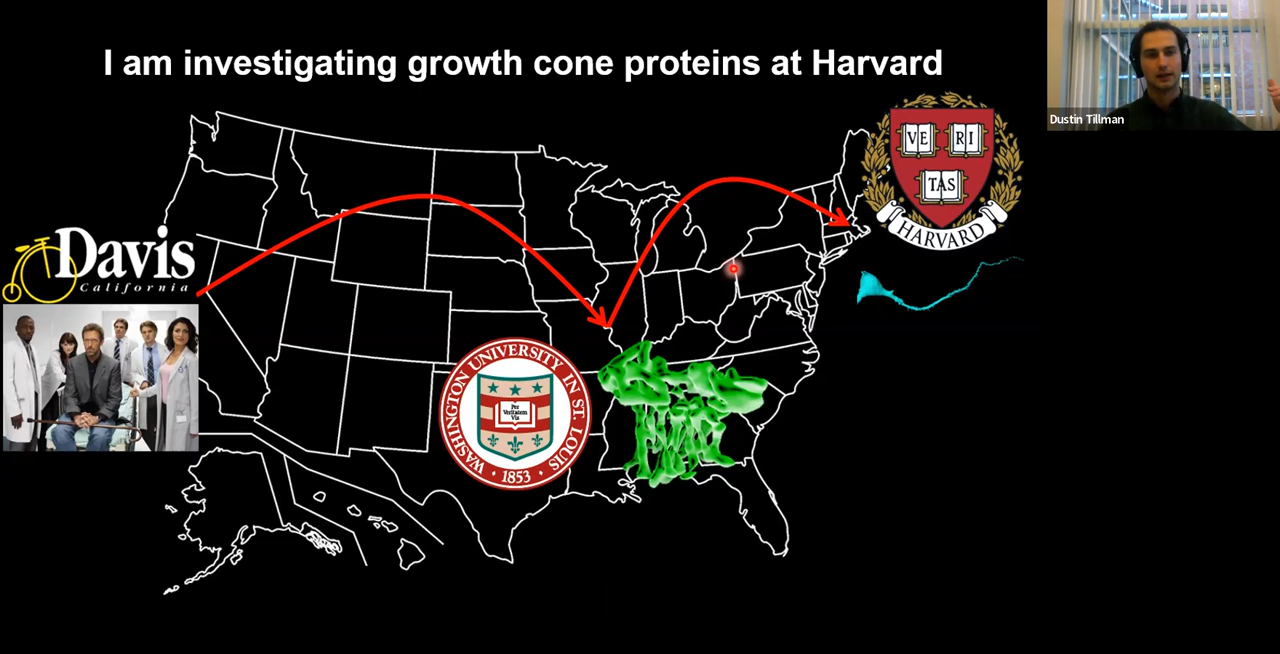 I am investigating growth cone proteins at Harvard
Dustin Tillman
VE RI
TAS
HARVARD
Davis
California
WASHINGTON UNIVERSITY IN ST. LOUIS
Per
Veritatem
Vis
· 1853 ·